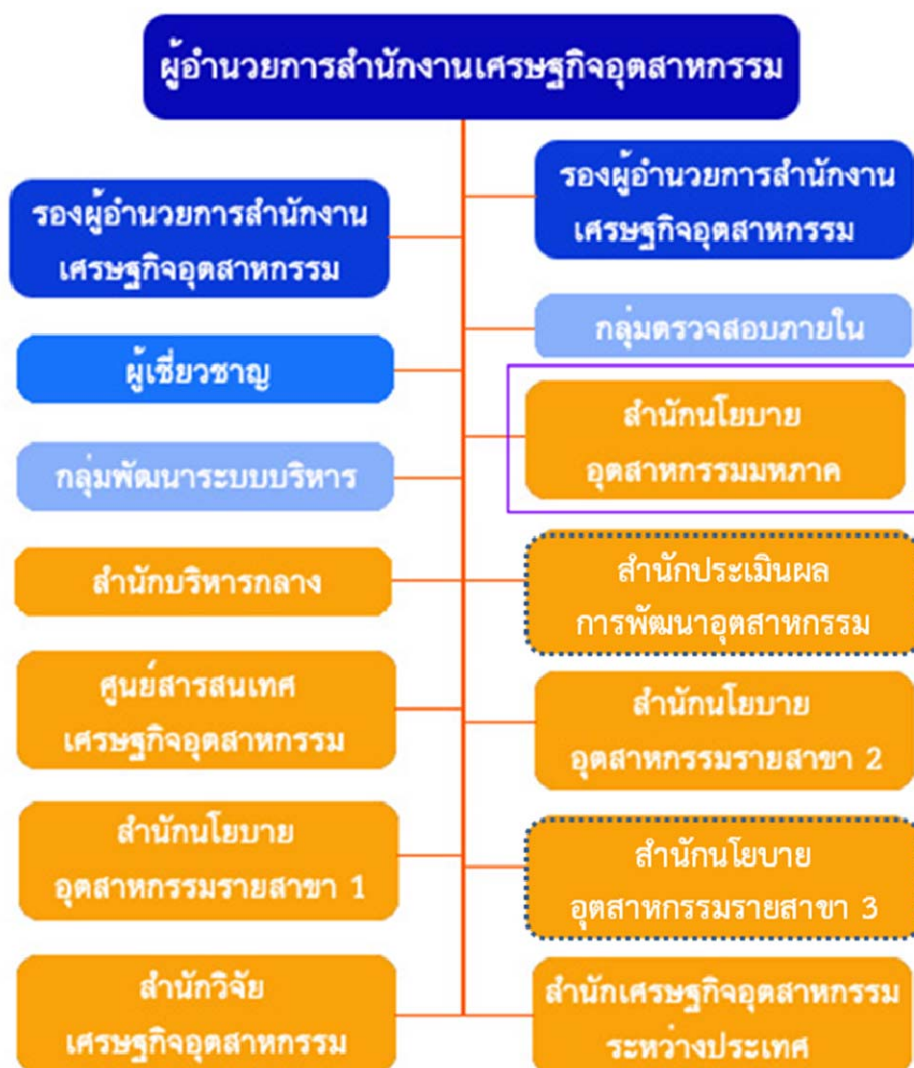 ผู้อำนวยการสำนักงานเศรษฐกิจอุตสาหกรรม
รองผู้อำนวยการสำนักงาน
เศรษฐกิจอุตสาหกรรม
รองผู้อำนวยการสำนักงาน
เศรษฐกิจอุตสาหกรรม
ผู้เชี่ยวชาญ
กลุ่มตรวจสอบภายใน
กลุ่มพัฒนาระบบบริหาร
สำนักนโยบาย
อุตสาหกรรมมหภาค
สำนักบริหารกลาง
สำนักประเมินผล
การพัฒนาอุตสาหกรรม
ศูนย์สารสนเทศ
เศรษฐกิจอุตสาหกรรม
สำนักนโยบาย
อุตสาหกรรมรายสาขา 2
สำนักนโยบาย
อุตสาหกรรมรายสาขา 1
สำนักนโยบาย
อุตสาหกรรมรายสาขา 3
สำนักวิจัย
เศรษฐกิจอุตสาหกรรม
สำนักเศรษฐกิจอุตสาหกรรม
ระหว่างประเทศ